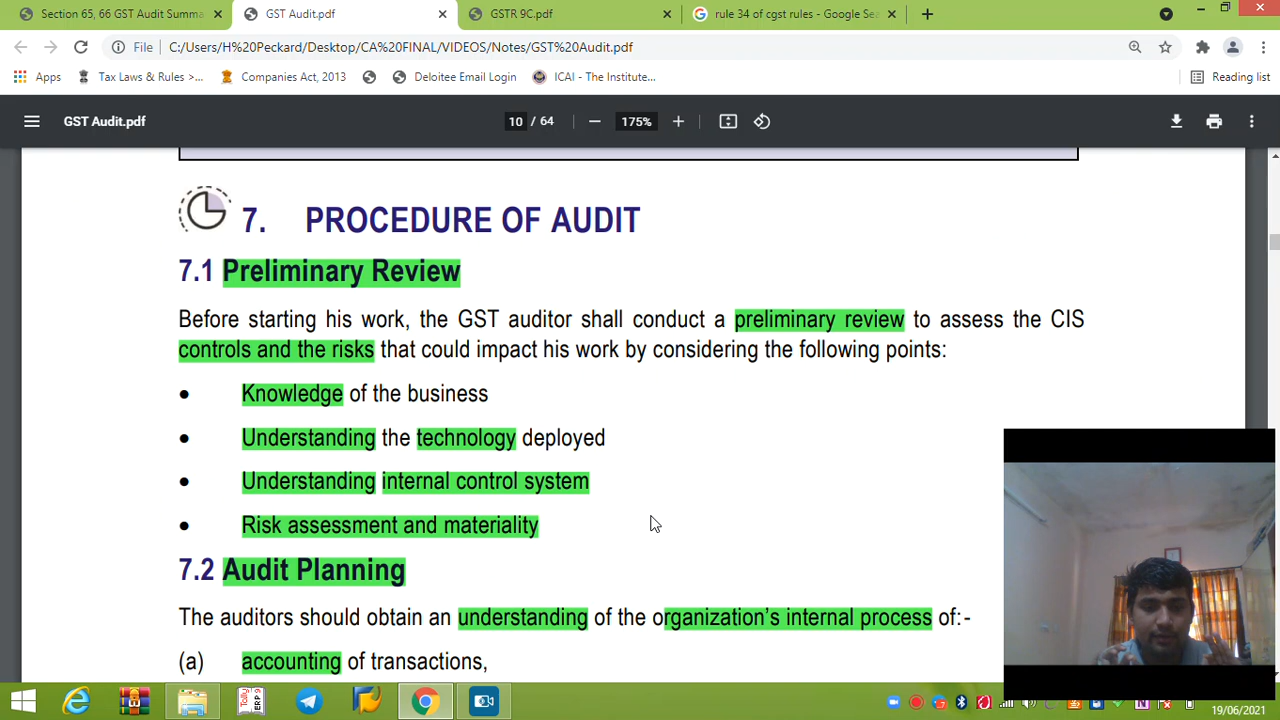 Section 65, 66 GST Audit Summa
GST Audit.pdf
GSTR 9C.pdf
rule 34 of cgst rules - Google Sea
File
C:/Users/H%20Peckard/Desktop/CA%20FINAL/VIDEOS/Notes/GST%20Audit.pdf
Apps
Tax Laws & Rules >...
Companies Act, 2013
Deloitee Email Login
ICAI - The Institute...
Reading list
GST Audit.pdf
10 / 64
175%
7. PROCEDURE OF AUDIT
7.1 Preliminary Review
Before starting his work, the GST auditor shall conduct a preliminary review to assess the CIS
controls and the risks that could impact his work by considering the following points:
• Knowledge of the business
• Understanding the technology deployed
• Understanding internal control system
• Risk assessment and materiality
7.2 Audit Planning
The auditors should obtain an understanding of the organization's internal process of:-
(a) accounting of transactions,
19/06/2021